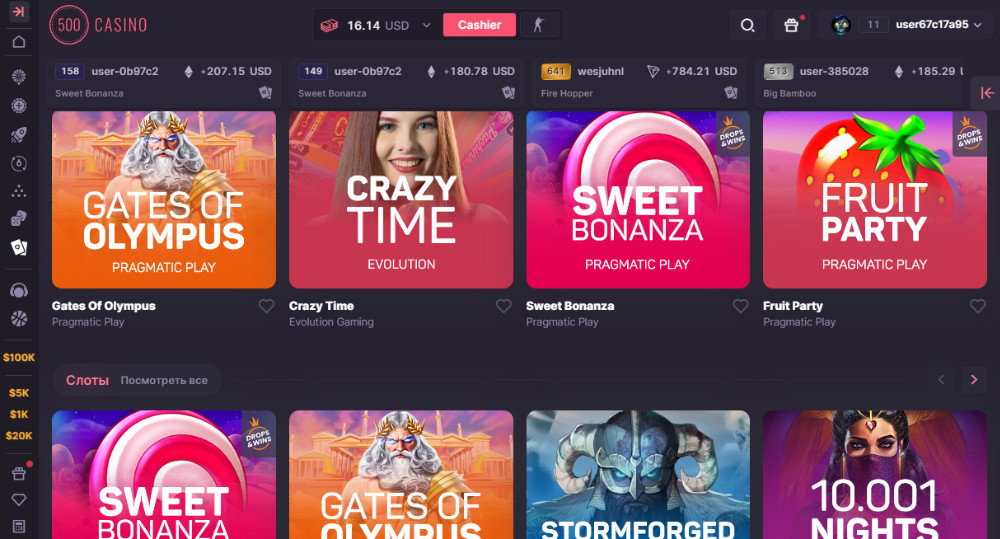 500 CASINO
16.14 USD
Cashier
11
user67c17a95
158 user-0b97c2 +207.15 USD
Sweet Bonanza
149 user-0b97c2 +180.78 USD
Sweet Bonanza
641 wesjuhnl +784.21 USD
Fire Hopper
513 user-385028 +185.29
Big Bamboo
GATES OF
OLYMPUS
PRAGMATIC PLAY
CRAZY
TIME
EVOLUTION
DROPS
&WINS
SWEET
BONANZA
PRAGMATIC PLAY
DROPS
&WINS
FRUIT
PARTY
PRAGMATIC PLAY
Gates Of Olympus
Pragmatic Play
Crazy Time
Evolution Gaming
Sweet Bonanza
Pragmatic Play
Fruit Party
Pragmatic Play
$100K
$5K
$1K
$20K
Слоты Посмотреть все
DROPS
&WINS
SWEET
BONANZA
GATES OF
OLYMPUS
STORMFORGED
10.001
NIGHTS